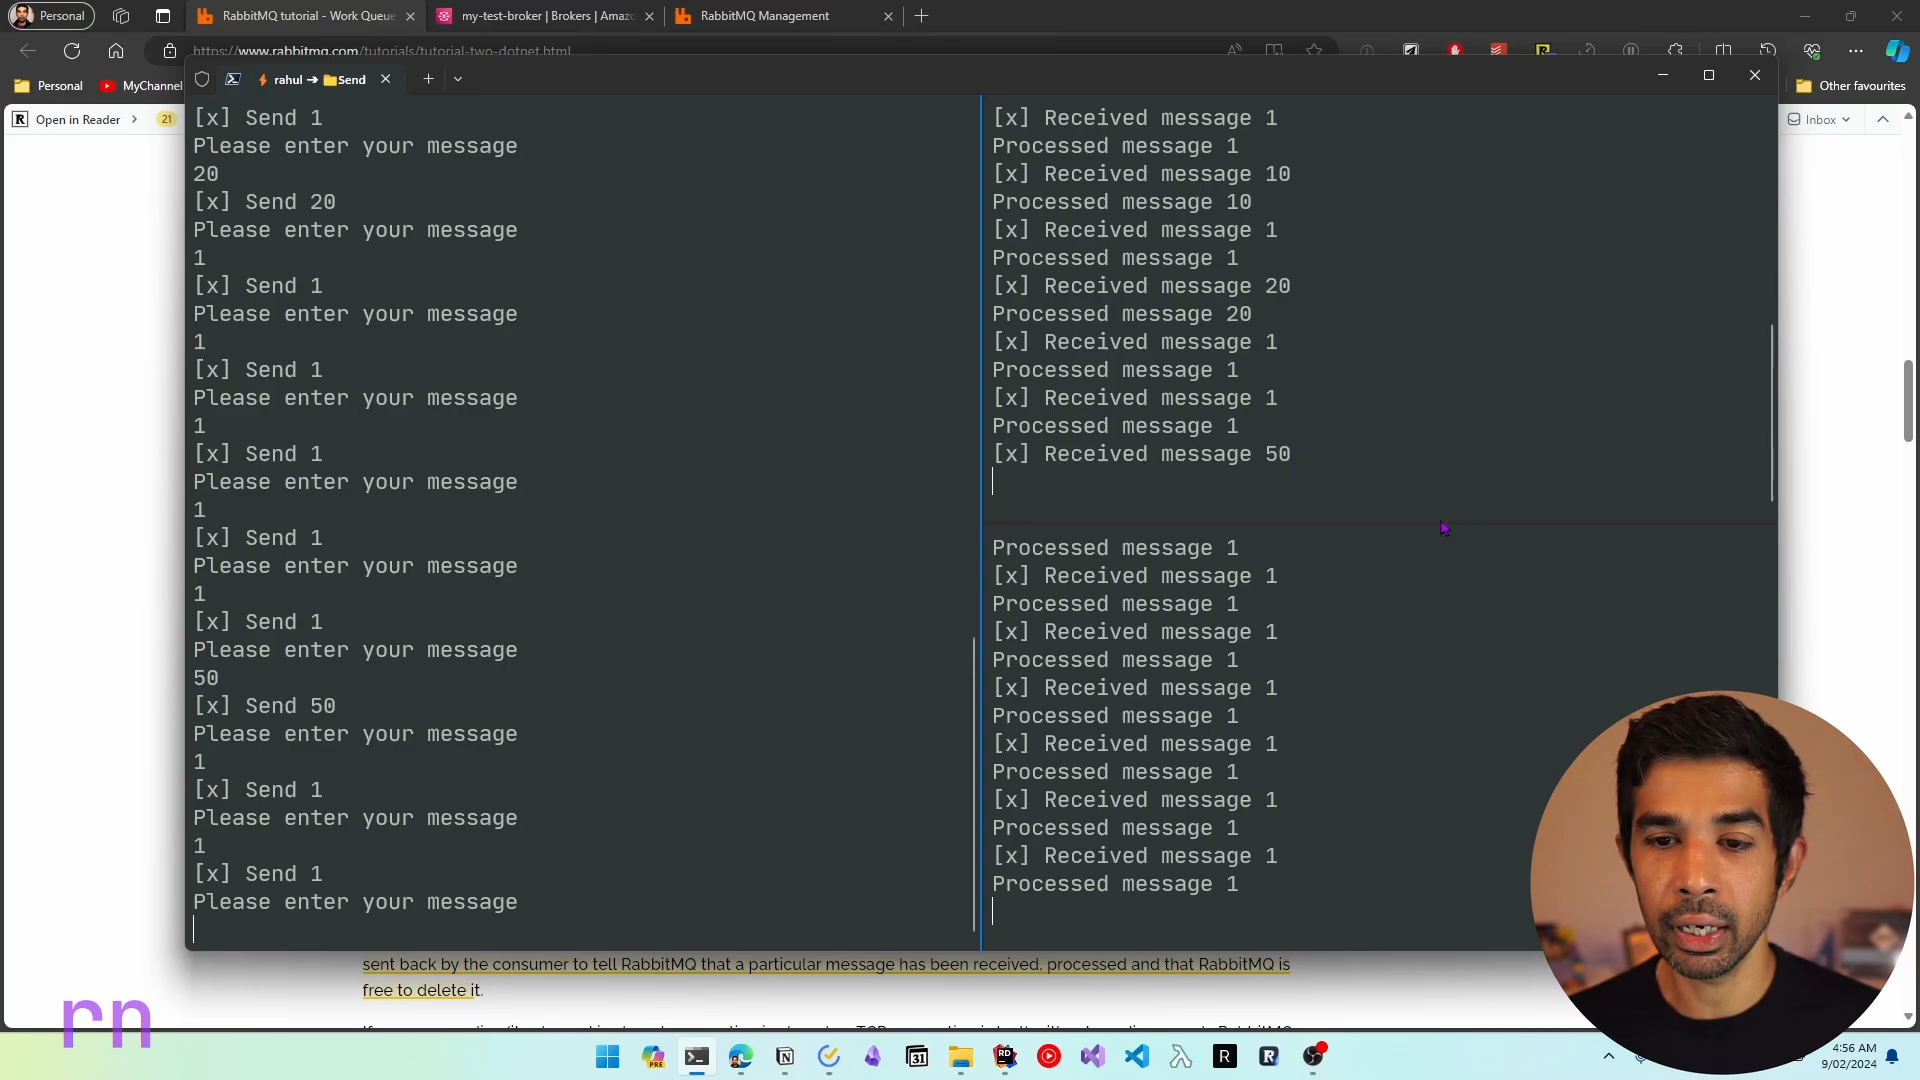 Personal
RabbitMQ tutorial - Work Queue
my-test-broker | Brokers | Amaz
RabbitMQ Management
https://www.rabbitmq.com/tutorials/tutorial-two-dotnet.html
Personal
MyChannel
Other favourites
rahul → Send
Open in Reader
21
Inbox
[x] Send 1
Please enter your message
20
[x] Send 20
Please enter your message
1
[x] Send 1
Please enter your message
1
[x] Send 1
Please enter your message
1
[x] Send 1
Please enter your message
1
[x] Send 1
Please enter your message
1
[x] Send 1
Please enter your message
50
[x] Send 50
Please enter your message
1
[x] Send 1
Please enter your message
1
[x] Send 1
Please enter your message
[x] Received message 1
Processed message 1
[x] Received message 10
Processed message 10
[x] Received message 1
Processed message 1
[x] Received message 20
Processed message 20
[x] Received message 1
Processed message 1
[x] Received message 1
Processed message 1
[x] Received message 50
Processed message 1
[x] Received message 1
Processed message 1
[x] Received message 1
Processed message 1
[x] Received message 1
Processed message 1
[x] Received message 1
Processed message 1
[x] Received message 1
Processed message 1
[x] Received message 1
Processed message 1
sent back by the consumer to tell RabbitMQ that a particular message has been received, processed and that RabbitMQ is
free to delete it.
rn
4:56 AM
9/02/2024